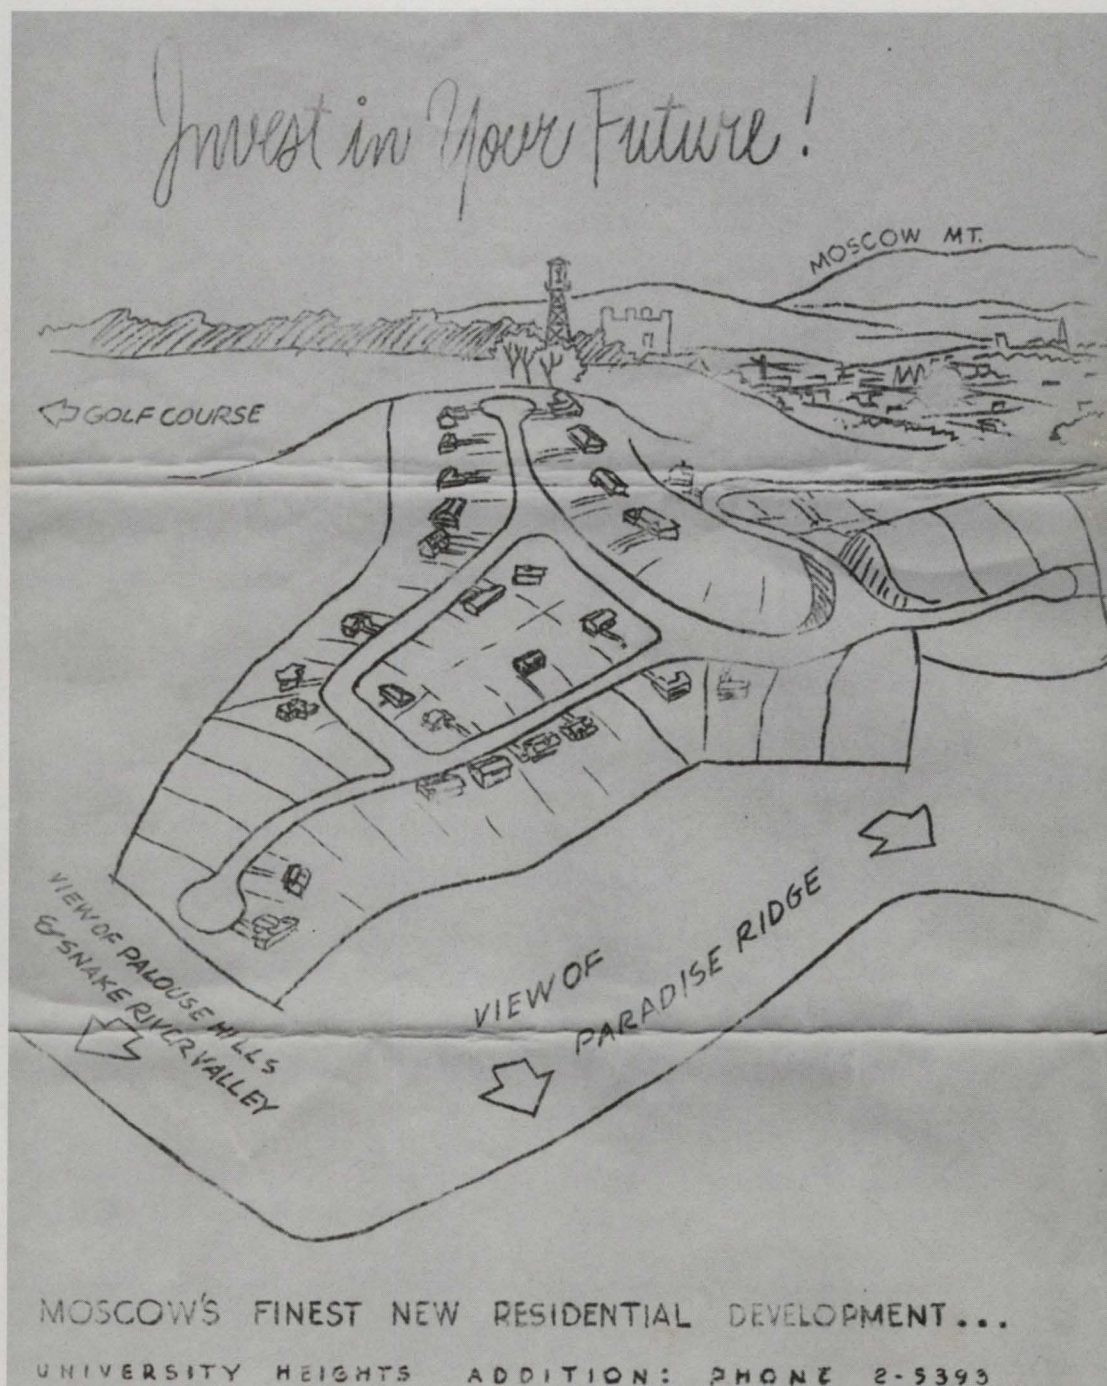 Invest in Your Future!
MOSCOW MT.
GOLF COURSE
VIEW OF PALOUSE HILLS
& SNAKE RIVER VALLEY
VIEW OF
PARADISE RIDGE
MOSCOW'S FINEST NEW RESIDENTIAL DEVELOPMENT...
UNIVERSITY HEIGHTS ADDITION: PHONE 2-5393